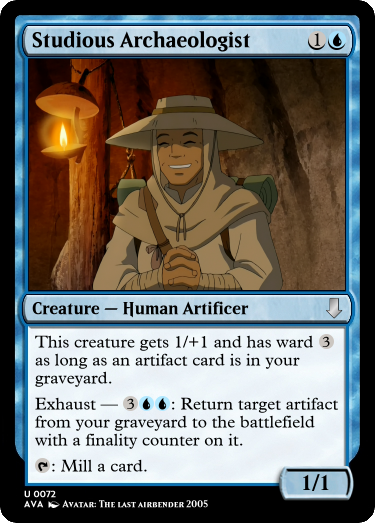 Studious Archaeologist 1
Creature — Human Artificer
This creature gets 1/+1 and has ward 3
as long as an artifact card is in your
graveyard.
Exhaust — 3: Return target artifact
from your graveyard to the battlefield
with a finality counter on it.
: Mill a card.
1/1
U 0072
AVA Avatar: The last airbender 2005